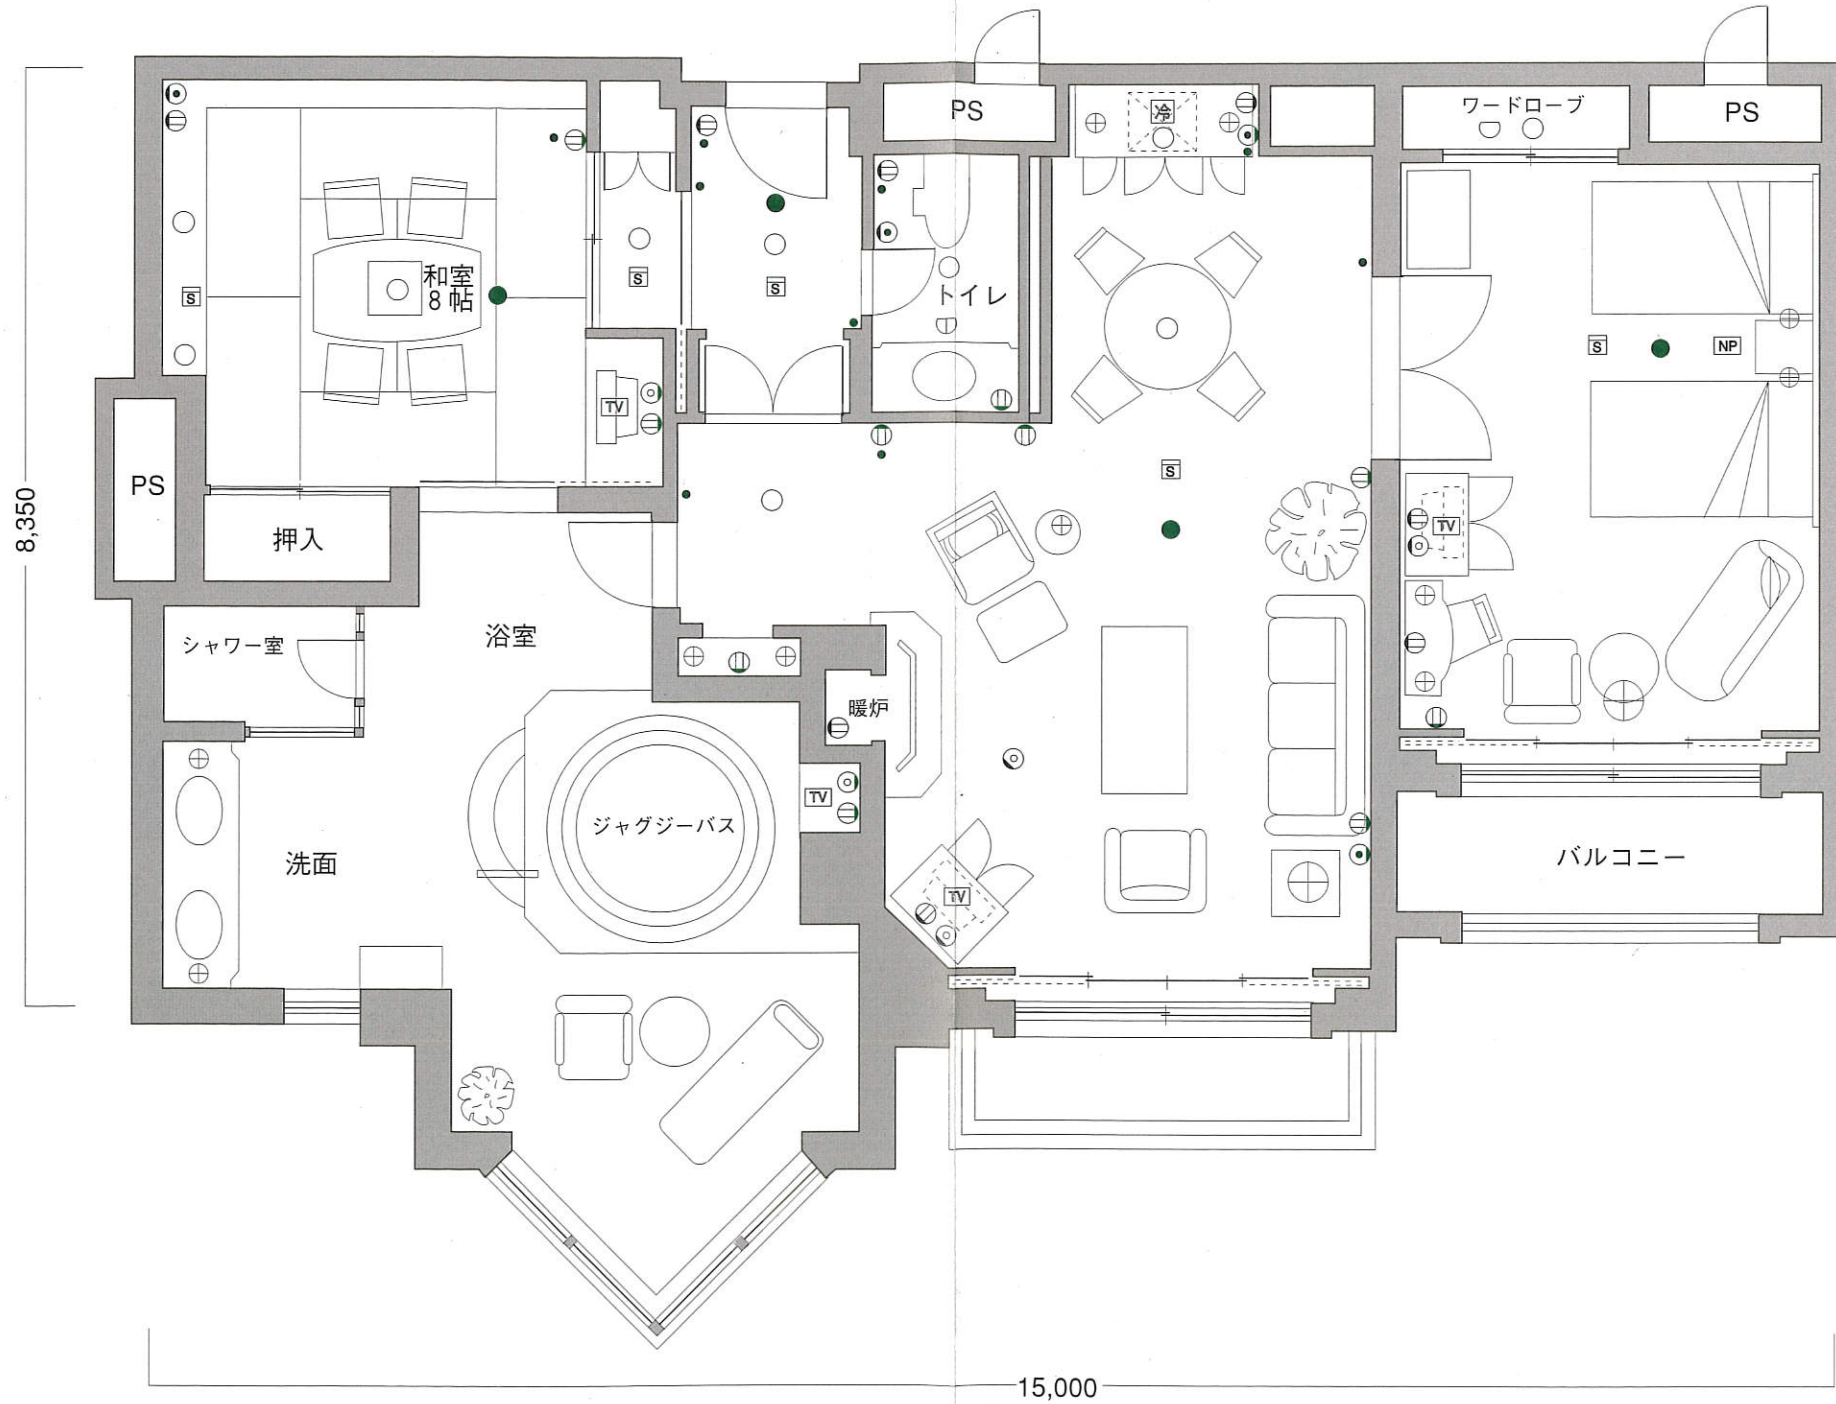 PS
冷
ワードローブ
PS
S
S
S
和室
8帖
トイレ
S
NP
TV
S
PS
押入
TV
8,350
シャワー室
浴室
暖炉
TV
ジャグジーバス
洗面
バルコニー
TV
15,000